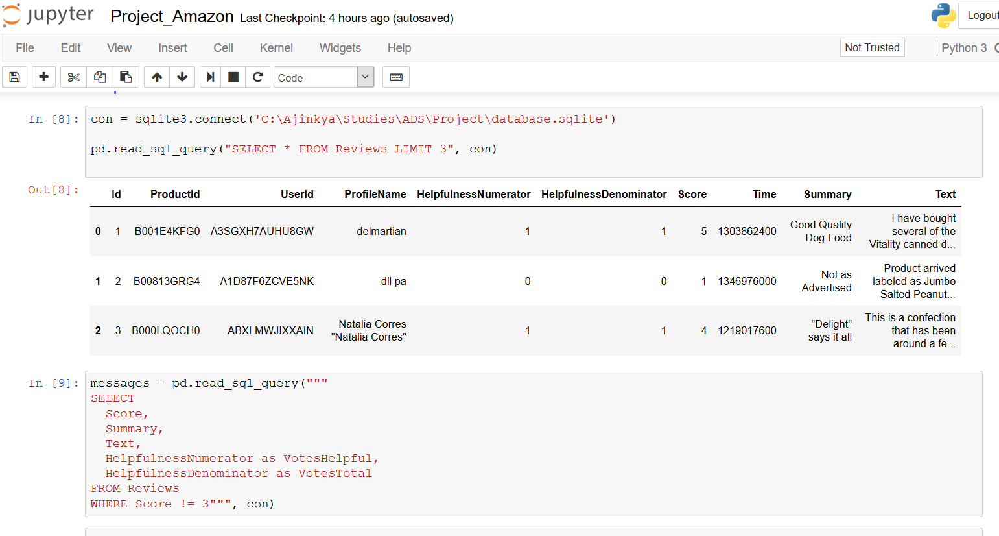 jupyter Project_Amazon Last Checkpoint: 4 hours ago (autosaved) Logout
File Edit View Insert Cell Kernel Widgets Help Not Trusted Python 3
Code
In [8]: con = sqlite3.connect('C:\Ajinkya\Studies\ADS\Project\database.sqlite')
pd.read_sql_query("SELECT * FROM Reviews LIMIT 3", con)
Out[8]:
Id ProductId UserId ProfileName HelpfulnessNumerator HelpfulnessDenominator Score Time Summary Text
0 1 B001E4KFG0 A3SGXH7AUHU8GW delmartian 1 1 5 1303862400 Good Quality Dog Food I have bought several of the Vitality canned d...
1 2 B00813GRG4 A1D87F6ZCVE5NK dll pa 0 0 1 1346976000 Not as Advertised Product arrived labeled as Jumbo Salted Peanut...
2 3 B000LQOCH0 ABXLMWJIXXAIN Natalia Corres "Natalia Corres" 1 1 4 1219017600 "Delight" says it all This is a confection that has been around a fe...
In [9]: messages = pd.read_sql_query("""
SELECT
Score,
Summary,
Text,
HelpfulnessNumerator as VotesHelpful,
HelpfulnessDenominator as VotesTotal
FROM Reviews
WHERE Score != 3""", con)